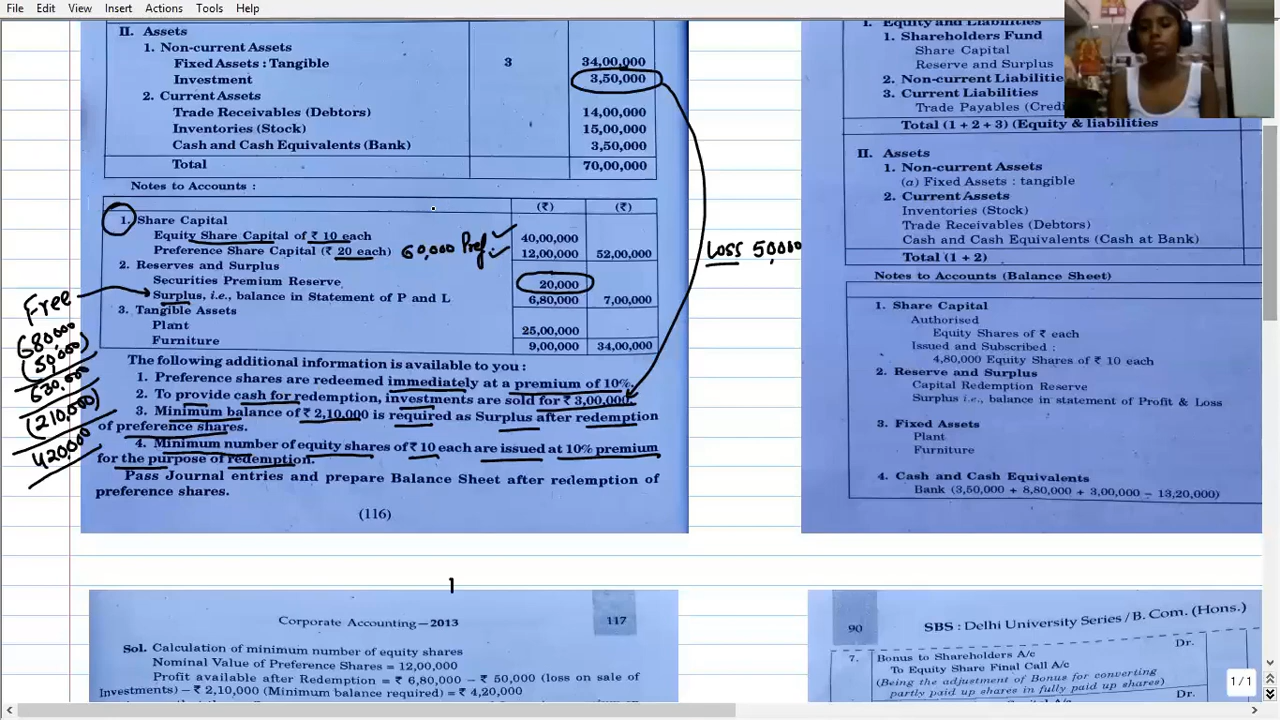 File View Insert Actions Tools Help
II. Assets
1. Non-current Assets
Fixed Assets : Tangible 3 34,00,000
Investment 3,50,000
2. Current Assets
Trade Receivables (Debtors) 14,00,000
Inventories (Stock) 15,00,000
Cash and Cash Equivalents (Bank) 3,50,000
Total 70,00,000
Notes to Accounts :
(₹) (₹)
1. Share Capital
Equity Share Capital of ₹ 10 each 40,00,000
Preference Share Capital (₹ 20 each) 60,000 Pref. 12,00,000 52,00,000
2. Reserves and Surplus
Securities Premium Reserve 20,000
Surplus, i.e., balance in Statement of P and L 6,80,000 7,00,000
3. Tangible Assets
Plant 25,00,000
Furniture 9,00,000 34,00,000
Loss 50,000
Free
680,000
(50,000)
630,000
(210,000)
420,000
The following additional information is available to you :
1. Preference shares are redeemed immediately at a premium of 10%.
2. To provide cash for redemption, investments are sold for ₹ 3,00,000.
3. Minimum balance of ₹ 2,10,000 is required as Surplus after redemption
of preference shares.
4. Minimum number of equity shares of ₹ 10 each are issued at 10% premium
for the purpose of redemption.
Pass Journal entries and prepare Balance Sheet after redemption of
preference shares.
(116)
1
Corporate Accounting—2013 117
Sol. Calculation of minimum number of equity shares
Nominal Value of Preference Shares = 12,00,000
Profit available after Redemption = ₹ 6,80,000 – ₹ 50,000 (loss on sale of
Investments) – ₹ 2,10,000 (Minimum balance required = ₹ 4,20,000
I. Equity and Liabilities
1. Shareholders Fund
Share Capital
Reserve and Surplus
2. Non-current Liabilitie
3. Current Liabilities
Trade Payables (Credi
Total (1 + 2 + 3) (Equity & liabilities
II. Assets
1. Non-current Assets
(a) Fixed Assets : tangible
2. Current Assets
Inventories (Stock)
Trade Receivables (Debtors)
Cash and Cash Equivalents (Cash at Bank)
Total (1 + 2)
Notes to Accounts (Balance Sheet)
1. Share Capital
Authorised
Equity Shares of ₹ each
Issued and Subscribed :
4,80,000 Equity Shares of ₹ 10 each
2. Reserve and Surplus
Capital Redemption Reserve
Surplus i.e., balance in statement of Profit & Loss
3. Fixed Assets
Plant
Furniture
4. Cash and Cash Equivalents
Bank (3,50,000 + 8,80,000 + 3,00,000 – 13,20,000)
90 SBS : Delhi University Series / B. Com. (Hons.)
Dr.
7. Bonus to Shareholders A/c
To Equity Share Final Call A/c
(Being the adjustment of Bonus for converting
partly paid up shares in fully paid up shares)
Dr.
1/1